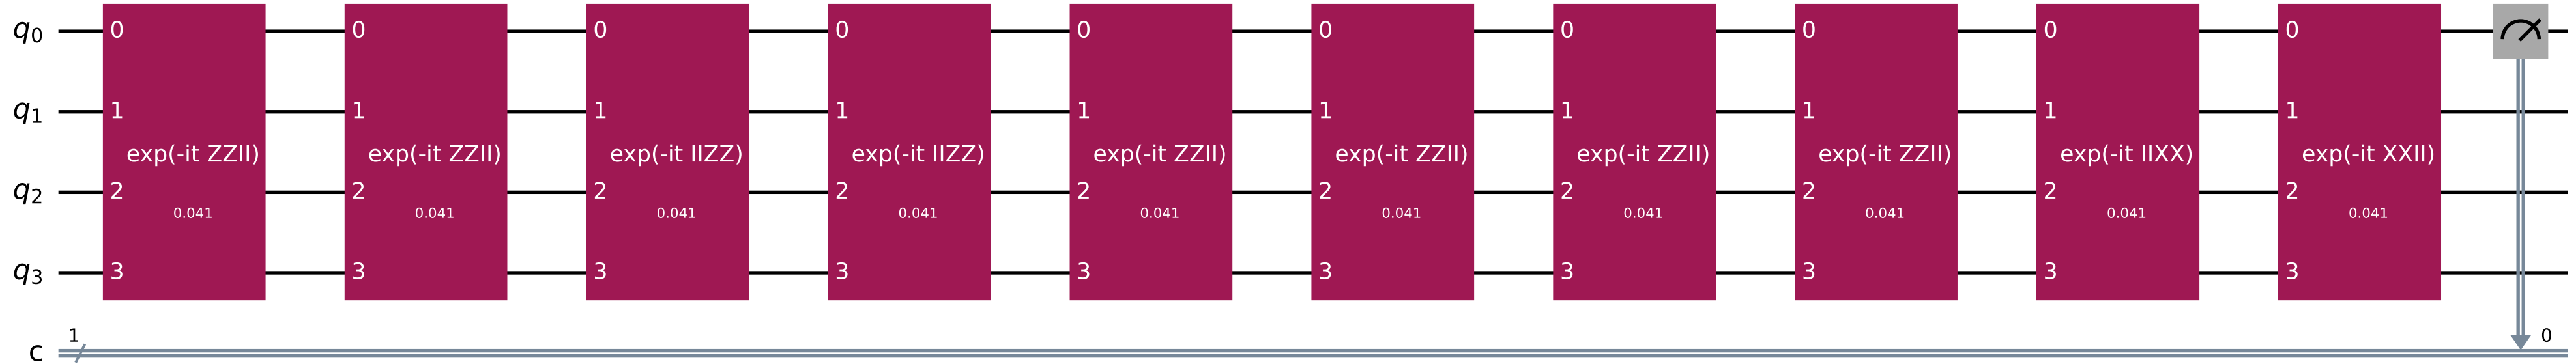 q0 0 0 0 0 0 0 0 0 0 0
q1 1 1 1 1 1 1 1 1 1 1
exp(-it ZZII) exp(-it ZZII) exp(-it IIZZ) exp(-it IIZZ) exp(-it ZZII) exp(-it ZZII) exp(-it ZZII) exp(-it ZZII) exp(-it IIXX) exp(-it XXII)
q2 2 2 2 2 2 2 2 2 2 2
0.041 0.041 0.041 0.041 0.041 0.041 0.041 0.041 0.041 0.041
q3 3 3 3 3 3 3 3 3 3 3
1 0
c